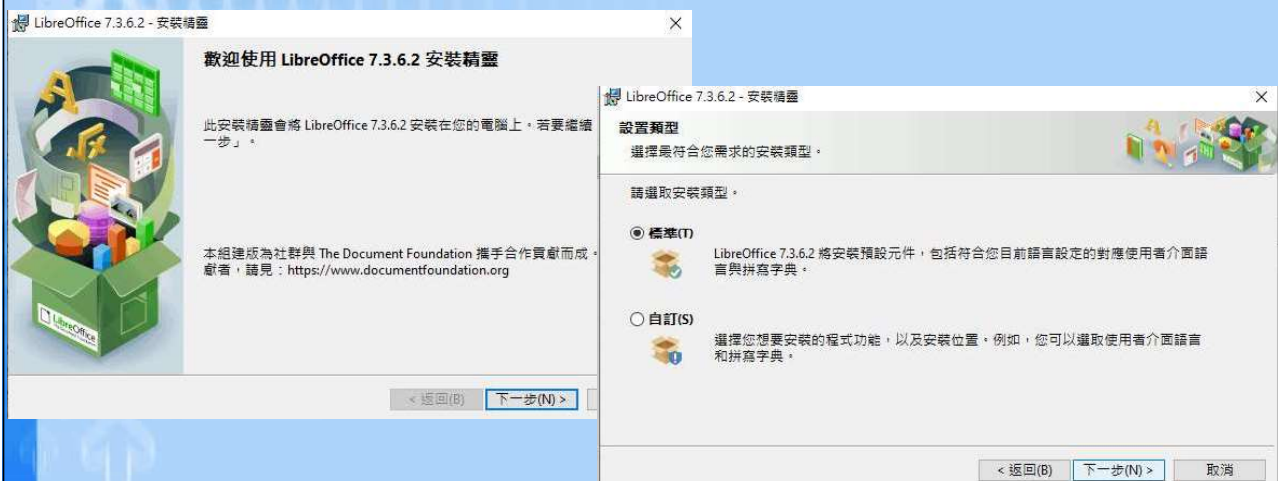 LibreOffice 7.3.6.2 - 安裝精靈
歡迎使用 LibreOffice 7.3.6.2 安裝精靈
此安裝精靈會將 LibreOffice 7.3.6.2 安裝在您的電腦上。若要繼續
一步」。
本組建版為社群與 The Document Foundation 攜手合作貢獻而成。
獻者，請見：https://www.documentfoundation.org
LibreOffice
< 返回(B)
下一步(N) >
LibreOffice 7.3.6.2 - 安裝精靈
設置類型
選擇最符合您需求的安裝類型。
請選取安裝類型。
標準(T)
LibreOffice 7.3.6.2 將安裝預設元件，包括符合您目前語言設定的對應使用者介面語
言與拼寫字典。
自訂(S)
選擇您想要安裝的程式功能，以及安裝位置。例如，您可以選取使用者介面語言
和拼寫字典。
< 返回(B)
下一步(N) >
取消